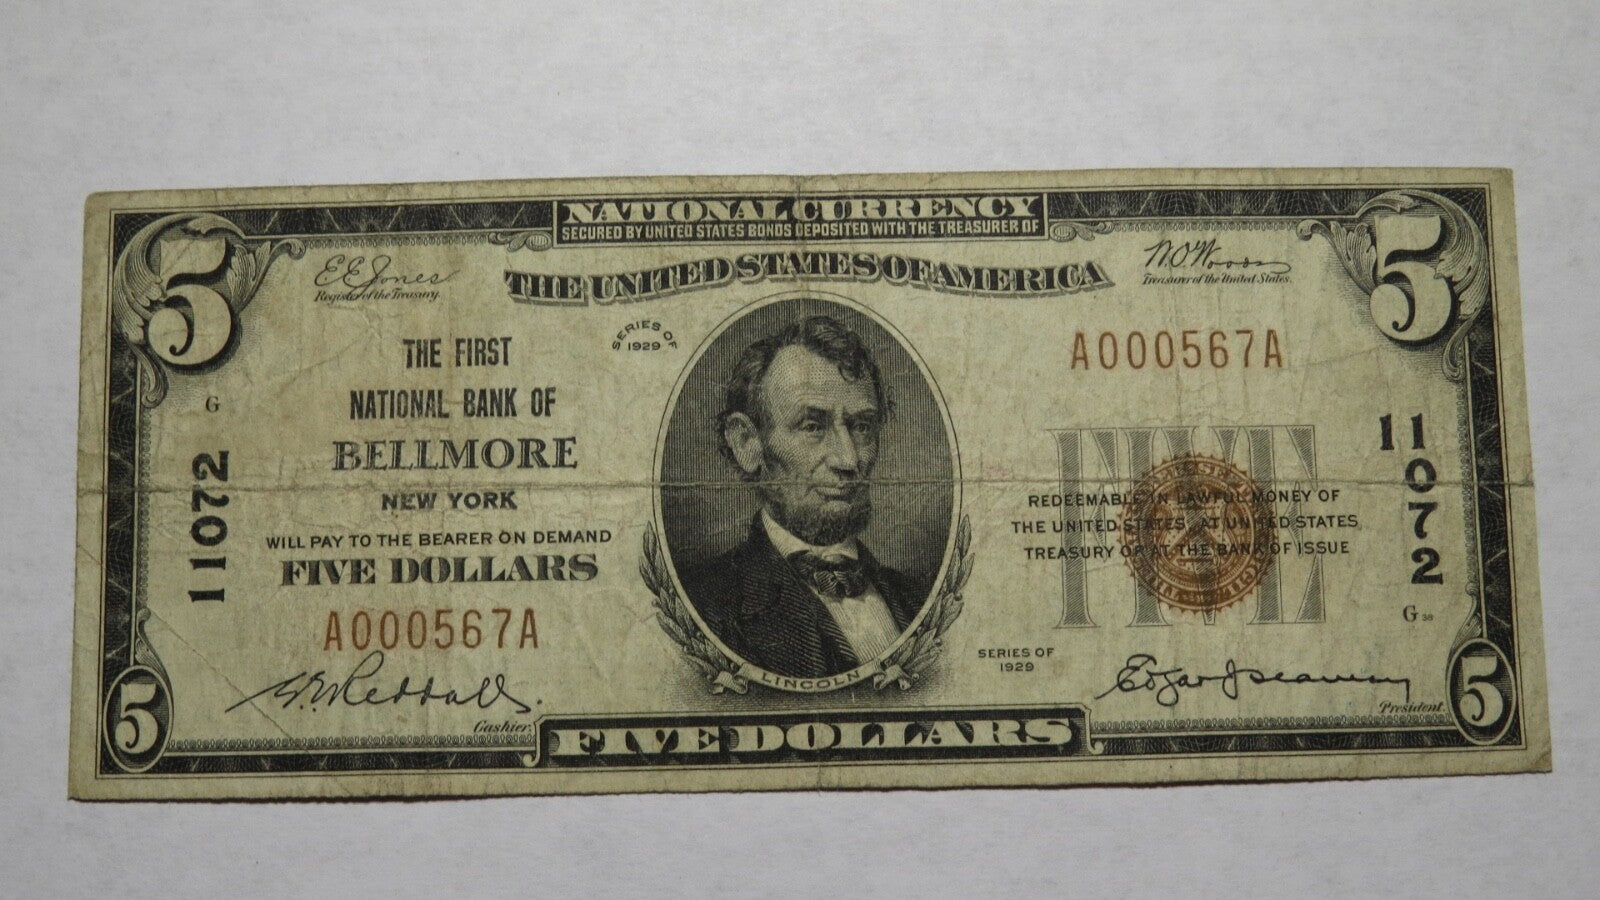 NATIONAL CURRENCY
SECURED BY UNITED STATES BONDS DEPOSITED WITH THE TREASURER OF
THE UNITED STATES OF AMERICA
5
5
E E Jones
Register of the Treasury.
W. O. Woods
Treasurer of the United States.
SERIES OF
1929
THE FIRST
NATIONAL BANK OF
BELLMORE
NEW YORK
WILL PAY TO THE BEARER ON DEMAND
FIVE DOLLARS
A000567A
G
11072
A000567A
11072
FIVE
REDEEMABLE IN LAWFUL MONEY OF
THE UNITED STATES AT UNITED STATES
TREASURY OR AT THE BANK OF ISSUE
G 38
SERIES OF
1929
LINCOLN
Cashier.
President.
5
FIVE DOLLARS
5